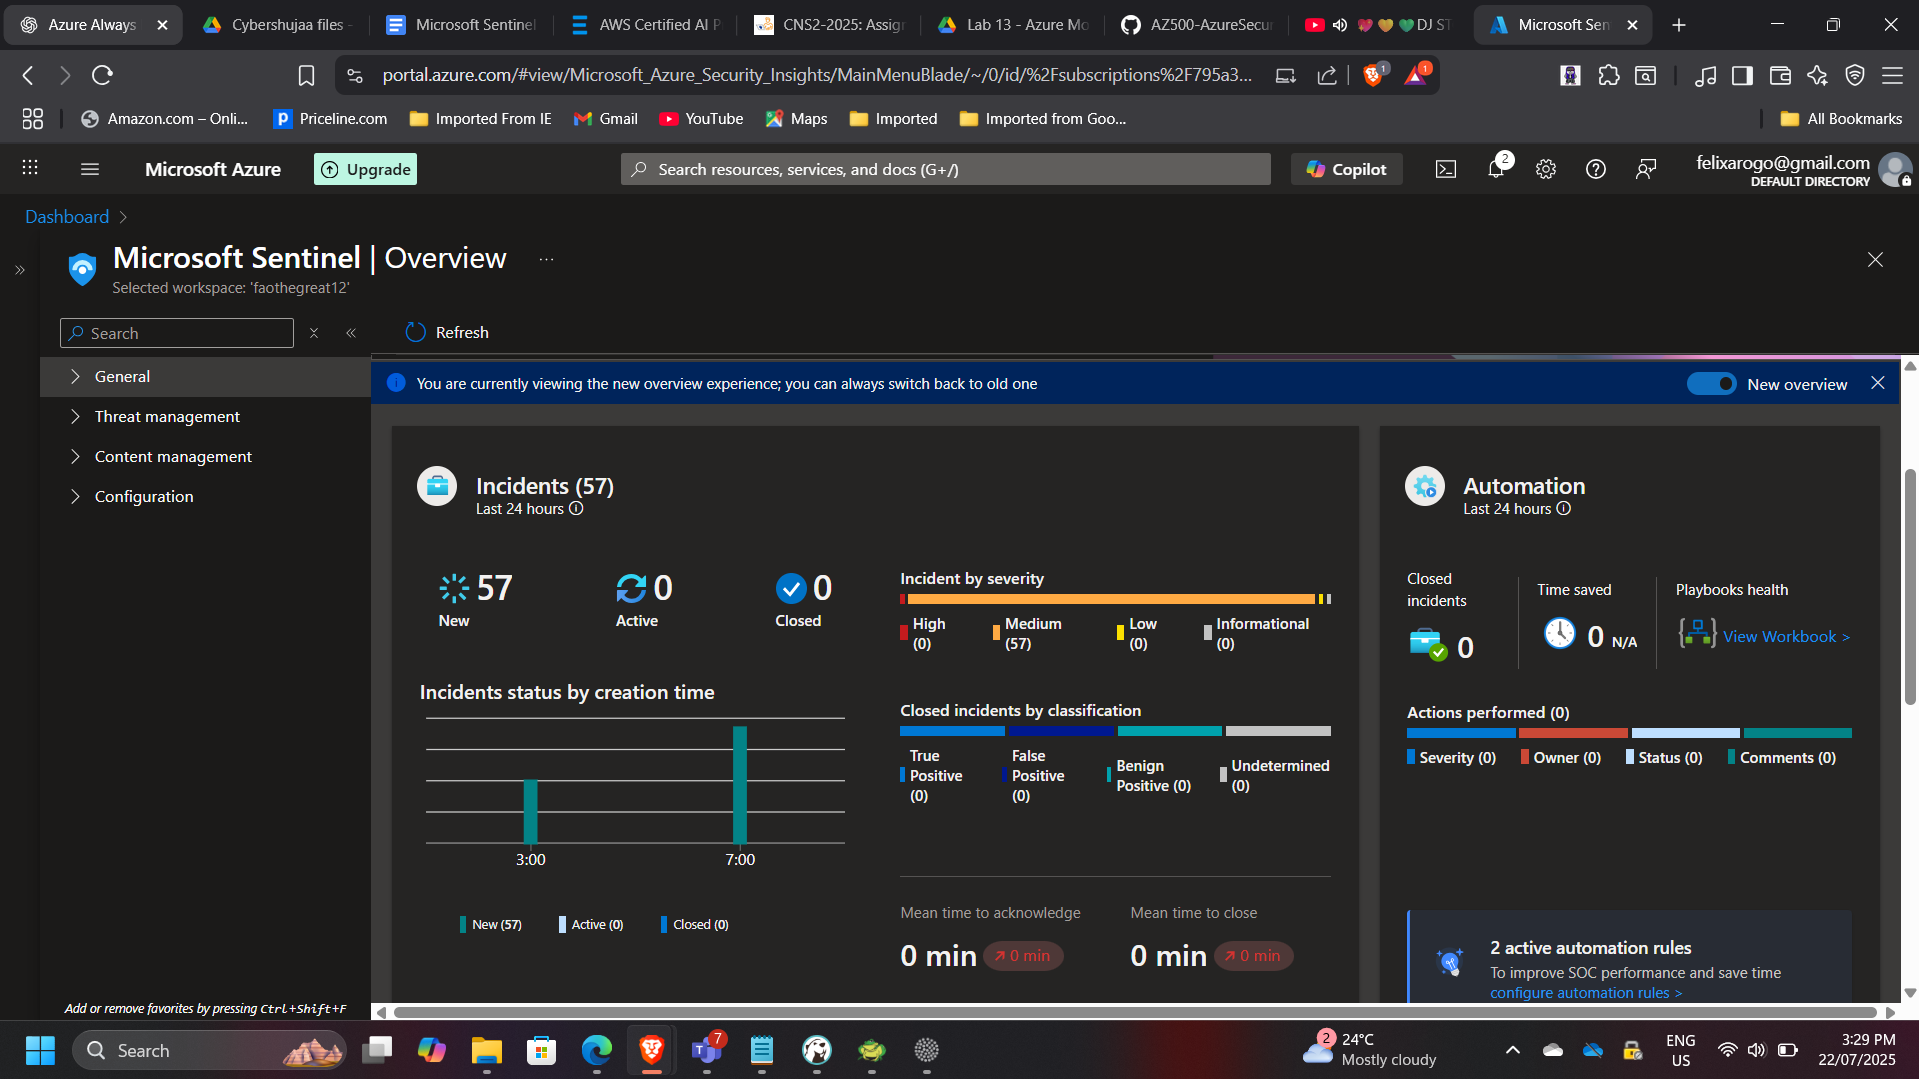 Azure Always
Cybershujaa files -
Microsoft Sentinel
AWS Certified AI P
CNS2-2025: Assig
Lab 13 - Azure Mo
AZ500-AzureSecur
DJ ST
Microsoft Sen
portal.azure.com/#view/Microsoft_Azure_Security_Insights/MainMenuBlade/~/0/id/%2Fsubscriptions%2F795a3...
1
1
Amazon.com – Onli...
Priceline.com
Imported From IE
Gmail
YouTube
Maps
Imported
Imported from Goo...
All Bookmarks
Microsoft Azure
Upgrade
Search resources, services, and docs (G+/)
Copilot
2
felixarogo@gmail.com
DEFAULT DIRECTORY
Dashboard >
Microsoft Sentinel | Overview
...
Selected workspace: 'faothegreat12'
Search
Refresh
General
Threat management
Content management
Configuration
Add or remove favorites by pressing Ctrl+Shift+F
You are currently viewing the new overview experience; you can always switch back to old one
New overview
Incidents (57)
Last 24 hours
57
New
0
Active
0
Closed
Incidents status by creation time
3:00
7:00
New (57)
Active (0)
Closed (0)
Incident by severity
High
(0)
Medium
(57)
Low
(0)
Informational
(0)
Closed incidents by classification
True
Positive
(0)
False
Positive
(0)
Benign
Positive (0)
Undetermined
(0)
Mean time to acknowledge
0 min
0 min
Mean time to close
0 min
0 min
Automation
Last 24 hours
Closed
incidents
0
Time saved
0 N/A
Playbooks health
View Workbook >
Actions performed (0)
Severity (0)
Owner (0)
Status (0)
Comments (0)
2 active automation rules
To improve SOC performance and save time
configure automation rules >
Search
7
2
24°C
Mostly cloudy
ENG
US
3:29 PM
22/07/2025